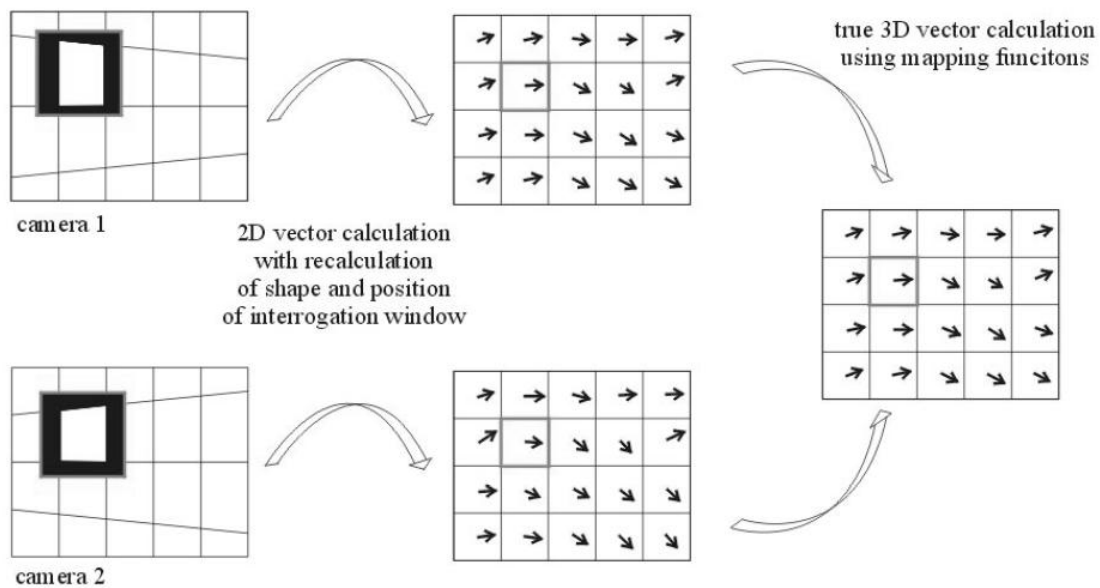 true 3D vector calculation
using mapping funcitons
camera 1
2D vector calculation
with recalculation
of shape and position
of interrogation window
camera 2